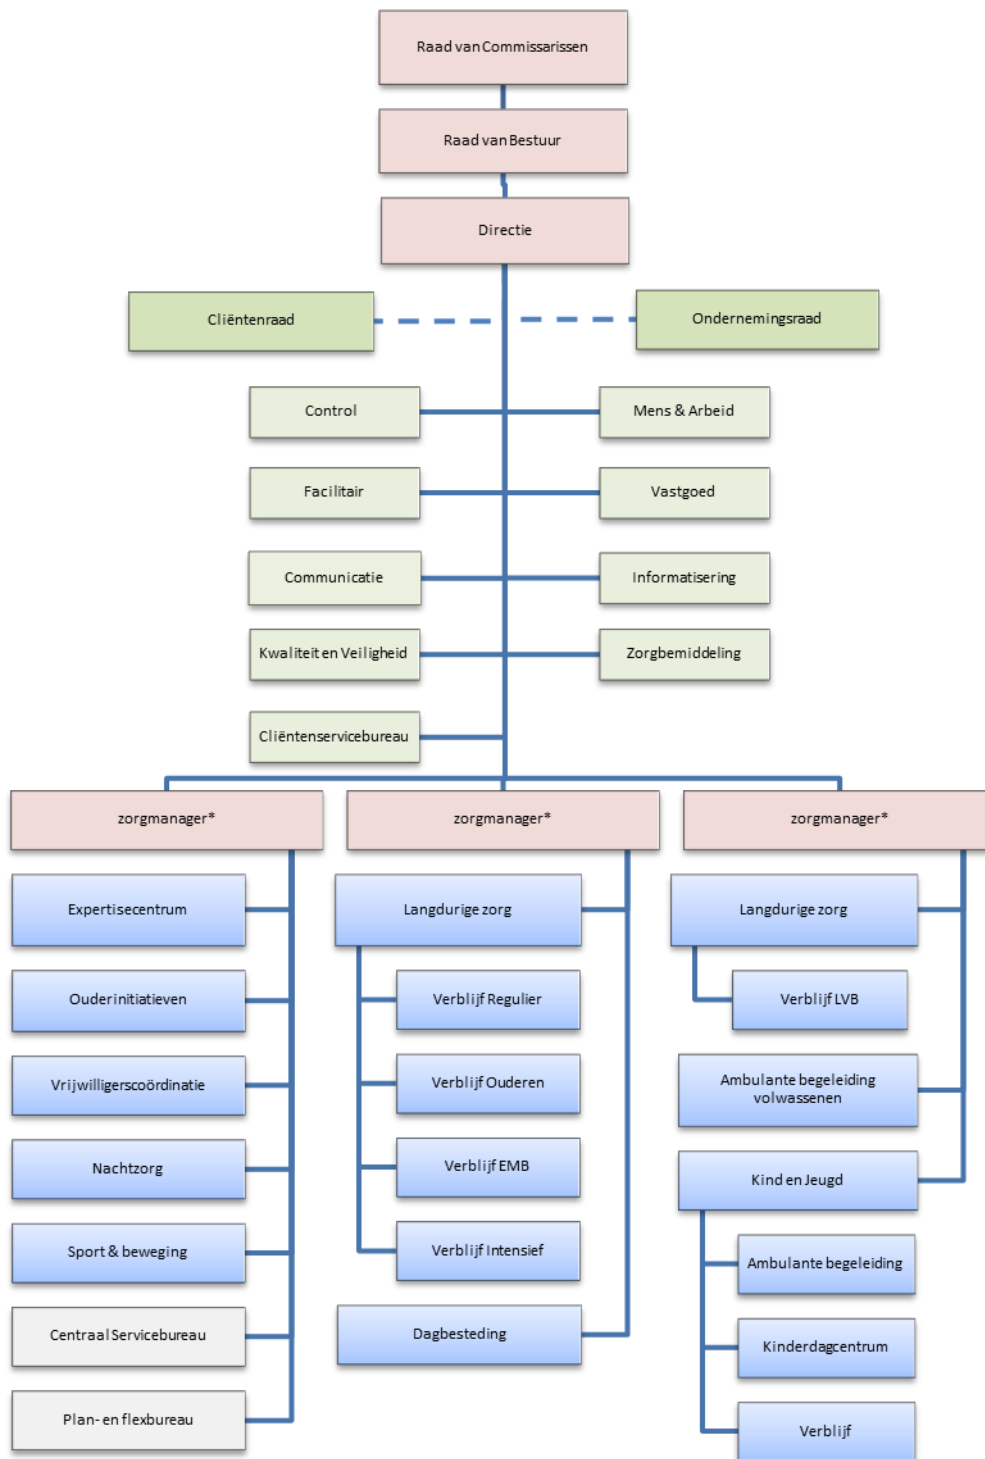 Raad van Commissarissen
Raad van Bestuur
Directie
Cliëntenraad
Ondernemingsraad
Control
Mens & Arbeid
Facilitair
Vastgoed
Communicatie
Informatisering
Kwaliteit en Veiligheid
Zorgbemiddeling
Cliëntenservicebureau
zorgmanager*
zorgmanager*
zorgmanager*
Expertisecentrum
Ouderinitiatieven
Vrijwilligerscoördinatie
Nachtzorg
Sport & beweging
Centraal Servicebureau
Plan- en flexbureau
Langdurige zorg
Verblijf Regulier
Verblijf Ouderen
Verblijf EMB
Verblijf Intensief
Dagbesteding
Langdurige zorg
Verblijf LVB
Ambulante begeleiding
volwassenen
Kind en Jeugd
Ambulante begeleiding
Kinderdagcentrum
Verblijf